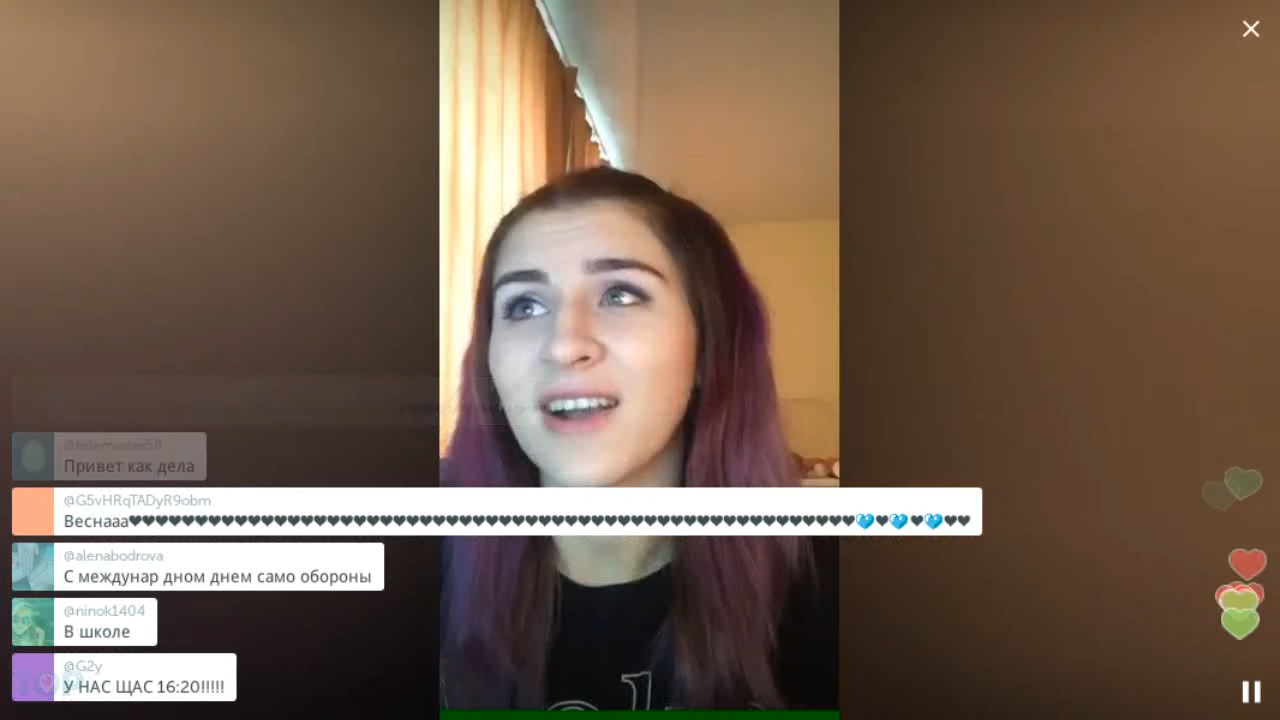 Привет как дела
@G5vHRqTADyR9obm
Веснааа♥♥♥♥♥♥♥♥♥♥♥♥♥♥♥♥♥♥♥♥♥♥♥♥♥♥♥♥♥♥♥♥♥♥♥♥♥♥♥♥♥♥♥♥♥♥♥♥♥♥♥♥♥♥♥💙♥💙♥💙♥♥
@alenabodrova
С междунар дном днем само обороны
@ninok1404
В школе
@G2y
У НАС ЩАС 16:20!!!!!